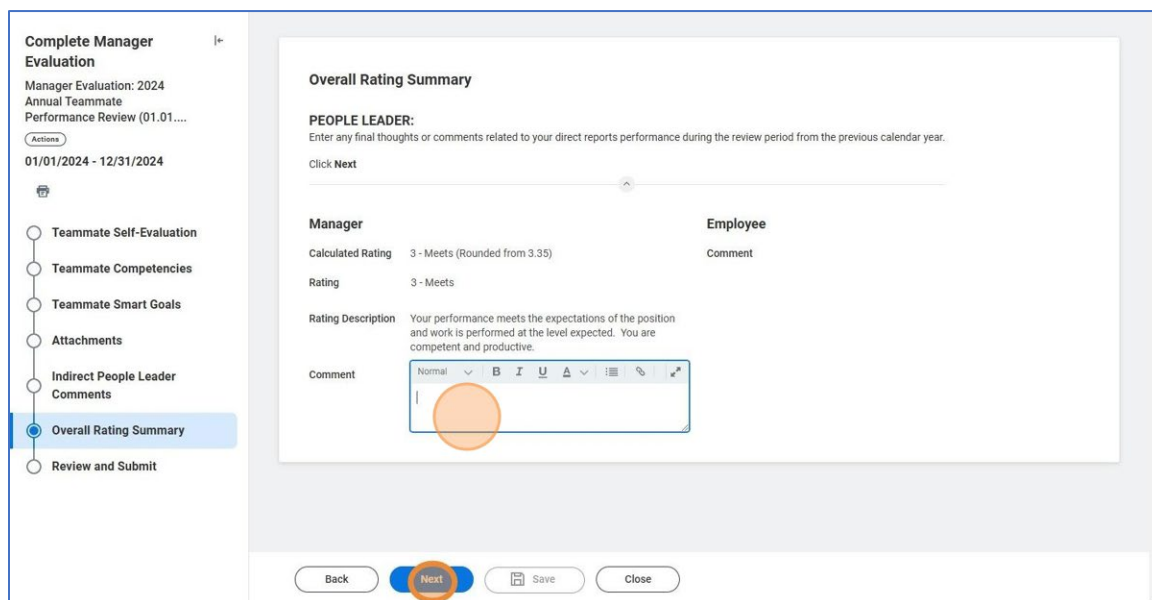 Complete Manager
Evaluation
Manager Evaluation: 2024
Annual Teammate
Performance Review (01.01....
Actions
01/01/2024 - 12/31/2024
Teammate Self-Evaluation
Teammate Competencies
Teammate Smart Goals
Attachments
Indirect People Leader
Comments
Overall Rating Summary
Review and Submit
Overall Rating Summary
PEOPLE LEADER:
Enter any final thoughts or comments related to your direct reports performance during the review period from the previous calendar year.
Click Next
Manager
Calculated Rating 3 - Meets (Rounded from 3.35)
Rating 3 - Meets
Rating Description Your performance meets the expectations of the position
and work is performed at the level expected. You are
competent and productive.
Comment
Normal B I U A
Employee
Comment
Back Next Save Close